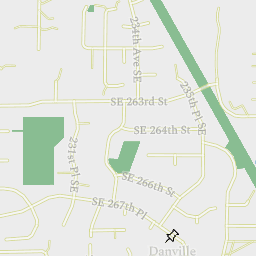 234th Ave SE
235th Pl SE
SE 263rd St
SE 264th St
231st Pl SE
SE 266th St
SE 267th Pl
Danville